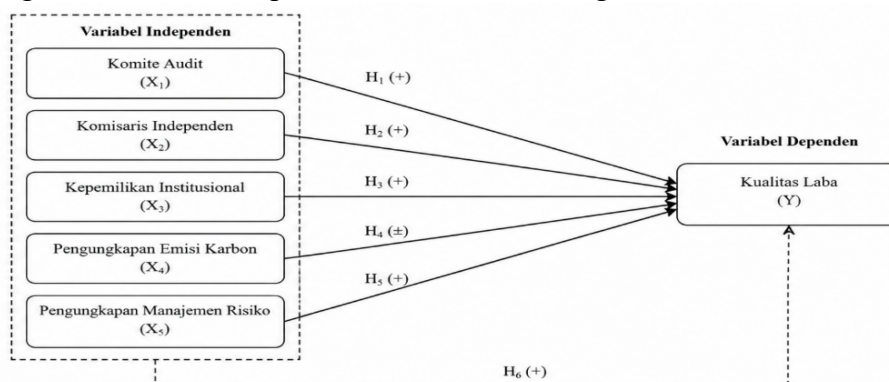 Variabel Independen
Komite Audit
(X₁)
H₁ (+)
Komisaris Independen
(X₂)
H₂ (+)
Variabel Dependen
Kepemilikan Institusional
(X₃)
H₃ (+)
Kualitas Laba
(Y)
Pengungkapan Emisi Karbon
(X₄)
H₄ (±)
Pengungkapan Manajemen Risiko
(X₅)
H₅ (+)
H₆ (+)